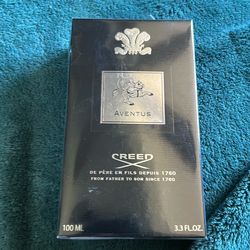 AVENTUS
CREED
DE PÈRE EN FILS DEPUIS 1760
FROM FATHER TO SON SINCE 1760
100 ML 3.3 FL.OZ.